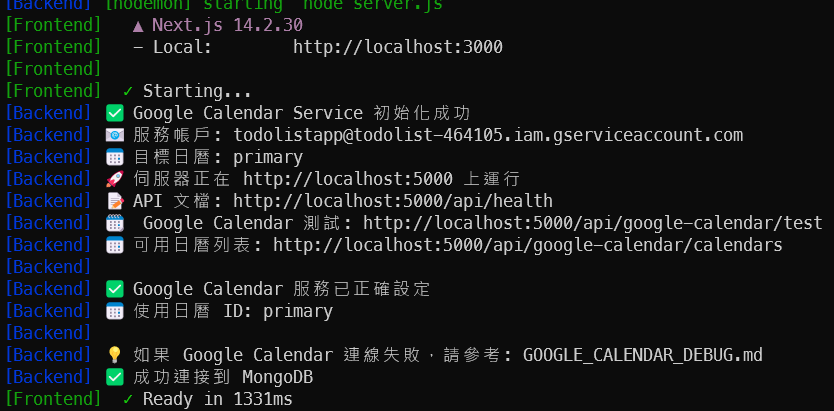 [Backend] [nodemon] starting `node server.js`
[Frontend] ▲ Next.js 14.2.30
[Frontend] - Local: http://localhost:3000
[Frontend]
[Frontend] ✓ Starting...
[Backend] ✅ Google Calendar Service 初始化成功
[Backend] 📧 服務帳戶: todolistapp@todolist-464105.iam.gserviceaccount.com
[Backend] 📅 目標日曆: primary
[Backend] 🚀 伺服器正在 http://localhost:5000 上運行
[Backend] 📝 API 文檔: http://localhost:5000/api/health
[Backend] 🗓️ Google Calendar 測試: http://localhost:5000/api/google-calendar/test
[Backend] 📅 可用日曆列表: http://localhost:5000/api/google-calendar/calendars
[Backend]
[Backend] ✅ Google Calendar 服務已正確設定
[Backend] 📅 使用日曆 ID: primary
[Backend]
[Backend] 💡 如果 Google Calendar 連線失敗，請參考: GOOGLE_CALENDAR_DEBUG.md
[Backend] ✅ 成功連接到 MongoDB
[Frontend] ✓ Ready in 1331ms